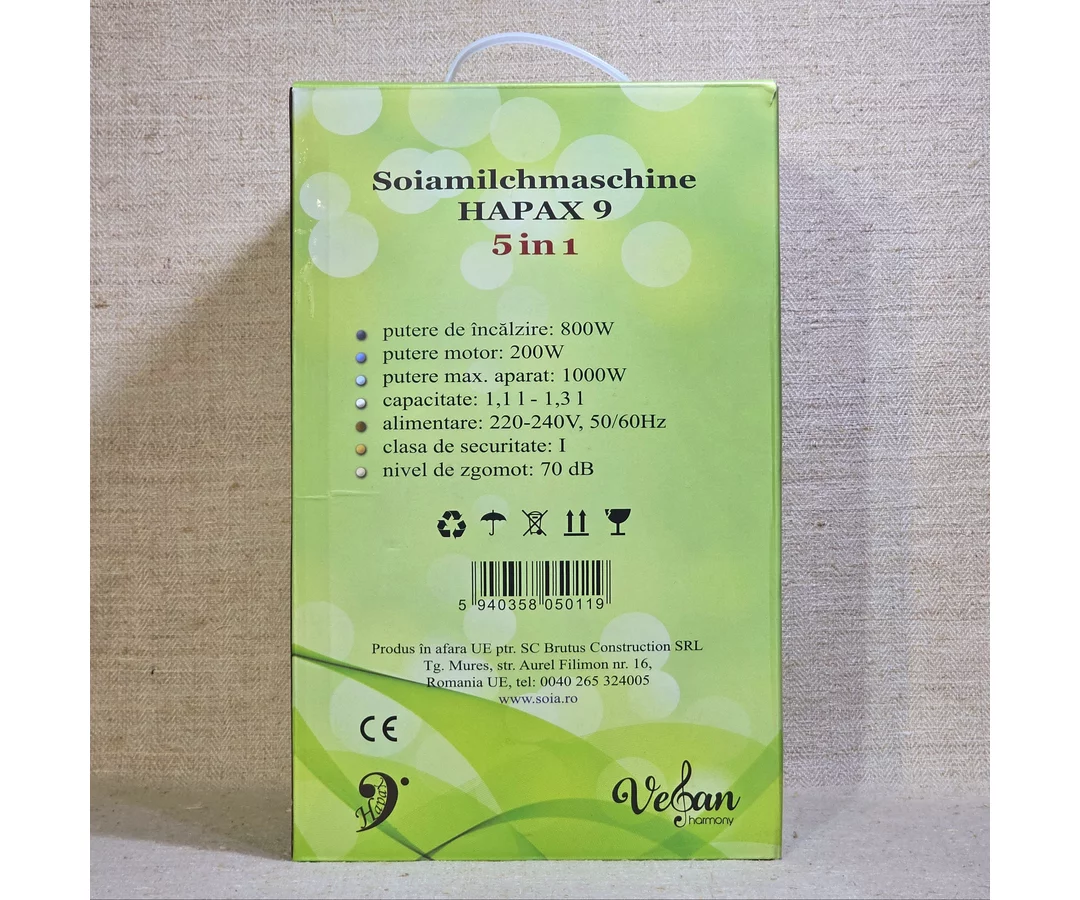 Soiamilchmaschine
HAPAX 9
5 in 1
putere de încălzire: 800W
putere motor: 200W
putere max. aparat: 1000W
capacitate: 1,1 l - 1,3 l
alimentare: 220-240V, 50/60Hz
clasa de securitate: I
nivel de zgomot: 70 dB
5 940358 050119
Produs în afara UE ptr. SC Brutus Construction SRL
Tg. Mures, str. Aurel Filimon nr. 16,
Romania UE, tel: 0040 265 324005
www.soia.ro
CE
Hapax
Vegan
harmony